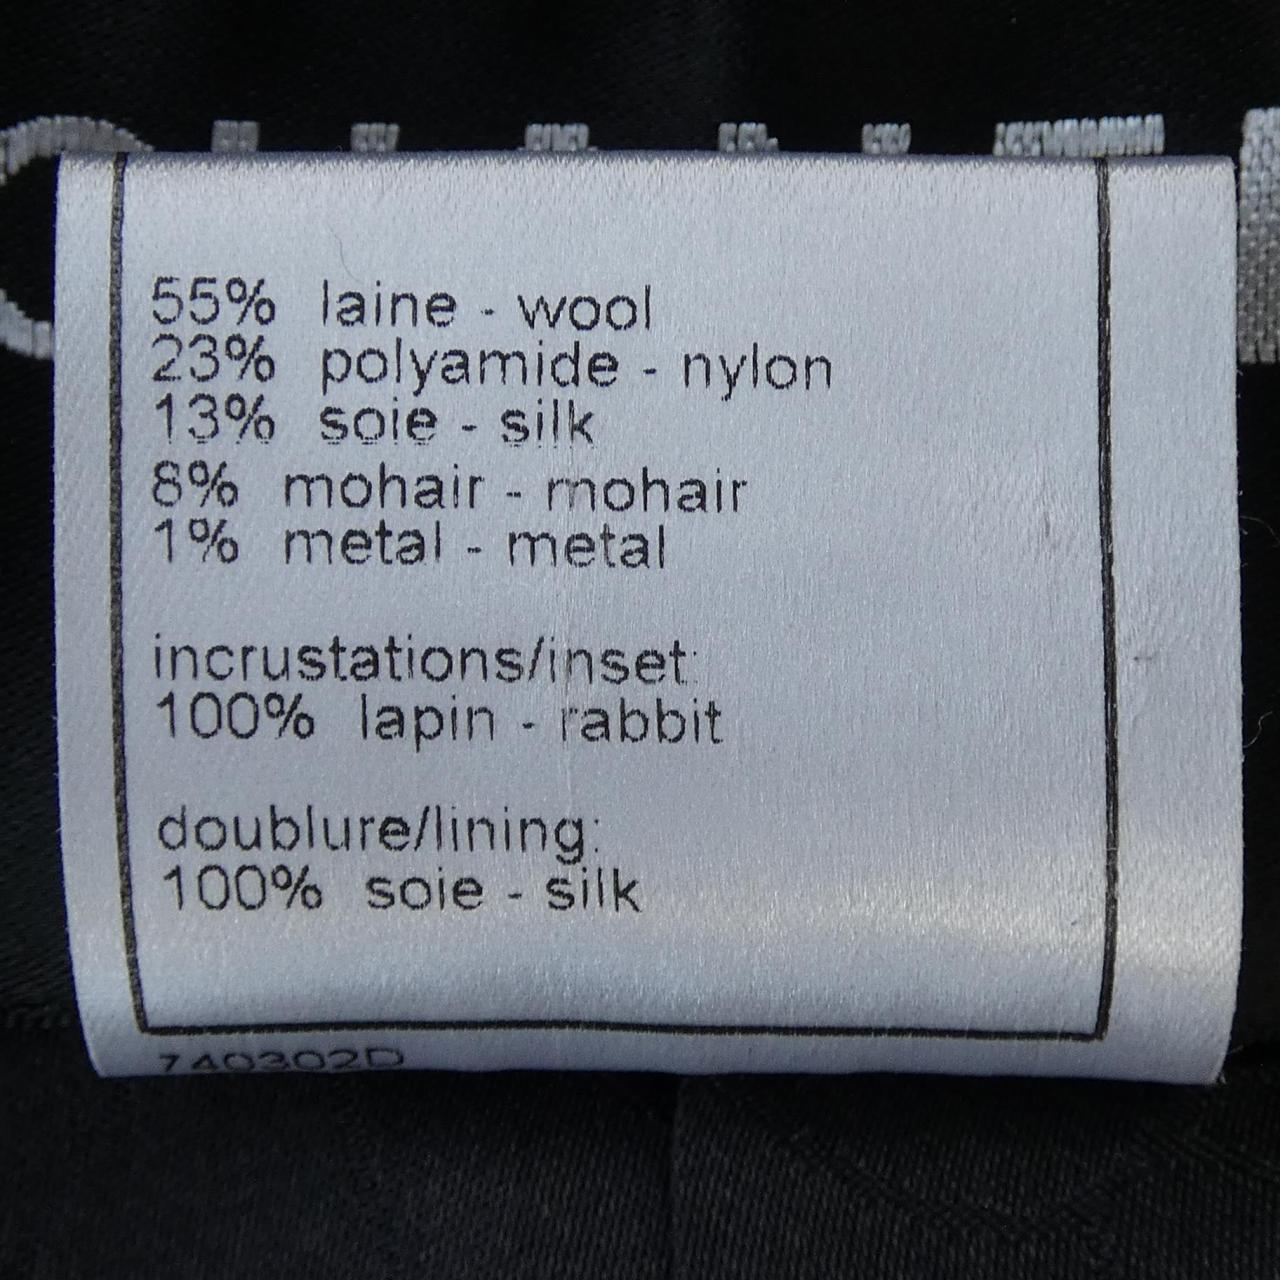 55% laine - wool
23% polyamide - nylon
13% soie - silk
8% mohair - mohair
1% metal - metal
incrustations/inset:
100% lapin - rabbit
doublure/lining:
100% soie - silk
740302D